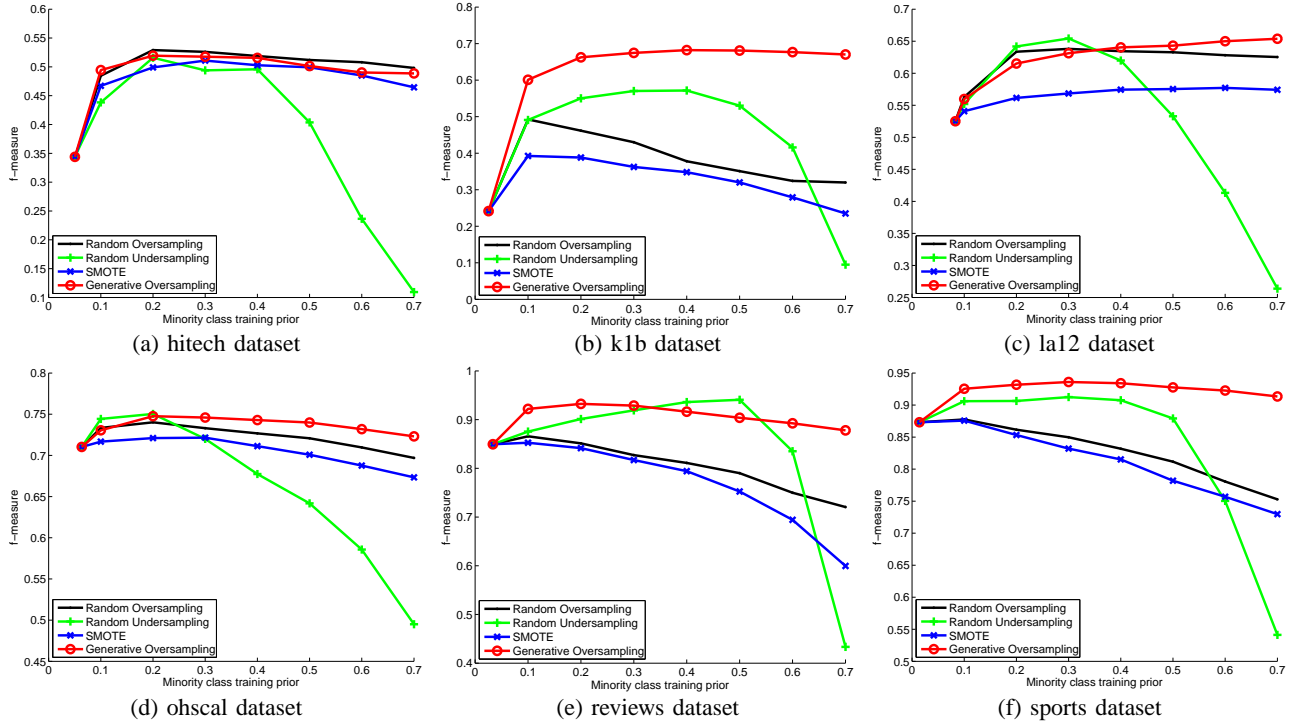 0.6
0.55
0.5
0.45
0.4
0.35
0.3
0.25
0.2
0.15
0.1
f−measure
0 0.1 0.2 0.3 0.4 0.5 0.6 0.7
Minority class training prior
Random Oversampling
Random Undersampling
SMOTE
Generative Oversampling
(a) hitech dataset
0.8
0.7
0.6
0.5
0.4
0.3
0.2
0.1
0
f−measure
0 0.1 0.2 0.3 0.4 0.5 0.6 0.7
Minority class training prior
Random Oversampling
Random Undersampling
SMOTE
Generative Oversampling
(b) k1b dataset
0.7
0.65
0.6
0.55
0.5
0.45
0.4
0.35
0.3
0.25
f−measure
0 0.1 0.2 0.3 0.4 0.5 0.6 0.7
Minority class training prior
Random Oversampling
Random Undersampling
SMOTE
Generative Oversampling
(c) la12 dataset
0.8
0.75
0.7
0.65
0.6
0.55
0.5
0.45
f−measure
0 0.1 0.2 0.3 0.4 0.5 0.6 0.7
Minority class training prior
Random Oversampling
Random Undersampling
SMOTE
Generative Oversampling
(d) ohscal dataset
1
0.9
0.8
0.7
0.6
0.5
0.4
f−measure
0 0.1 0.2 0.3 0.4 0.5 0.6 0.7
Minority class training prior
Random Oversampling
Random Undersampling
SMOTE
Generative Oversampling
(e) reviews dataset
0.95
0.9
0.85
0.8
0.75
0.7
0.65
0.6
0.55
0.5
f−measure
0 0.1 0.2 0.3 0.4 0.5 0.6 0.7
Minority class training prior
Random Oversampling
Random Undersampling
SMOTE
Generative Oversampling
(f) sports dataset